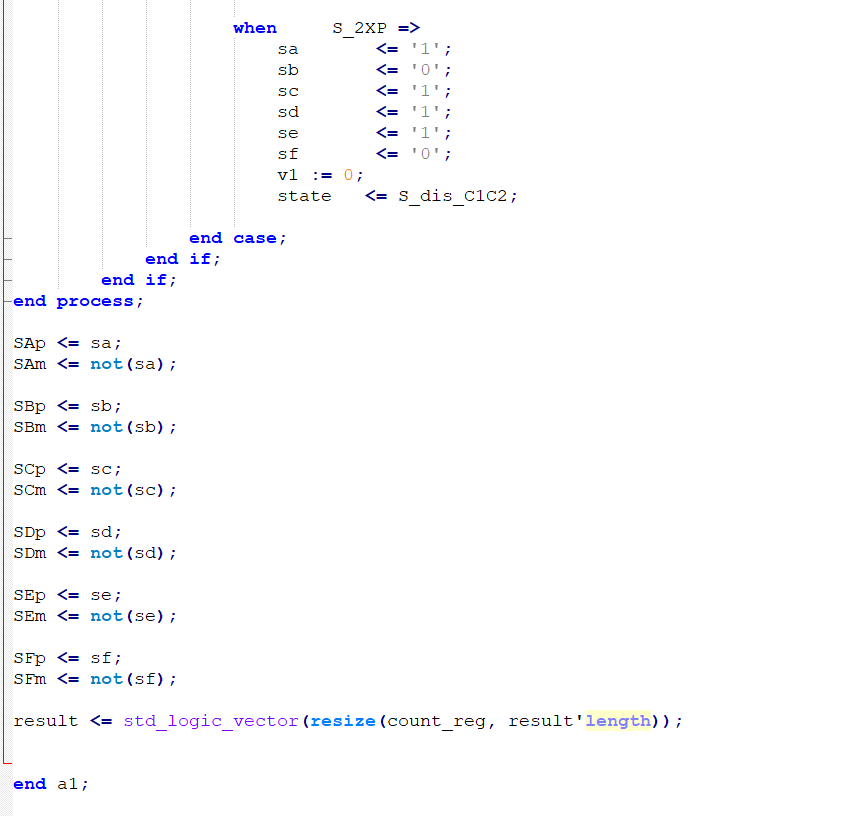 when     S_2XP =>
sa       <= '1';
sb       <= '0';
sc       <= '1';
sd       <= '1';
se       <= '1';
sf       <= '0';
v1 := 0;
state   <= S_dis_C1C2;
end case;
end if;
end if;
end process;
SAp <= sa;
SAm <= not(sa);
SBp <= sb;
SBm <= not(sb);
SCp <= sc;
SCm <= not(sc);
SDp <= sd;
SDm <= not(sd);
SEp <= se;
SEm <= not(se);
SFp <= sf;
SFm <= not(sf);
result <= std_logic_vector(resize(count_reg, result'length));
end a1;